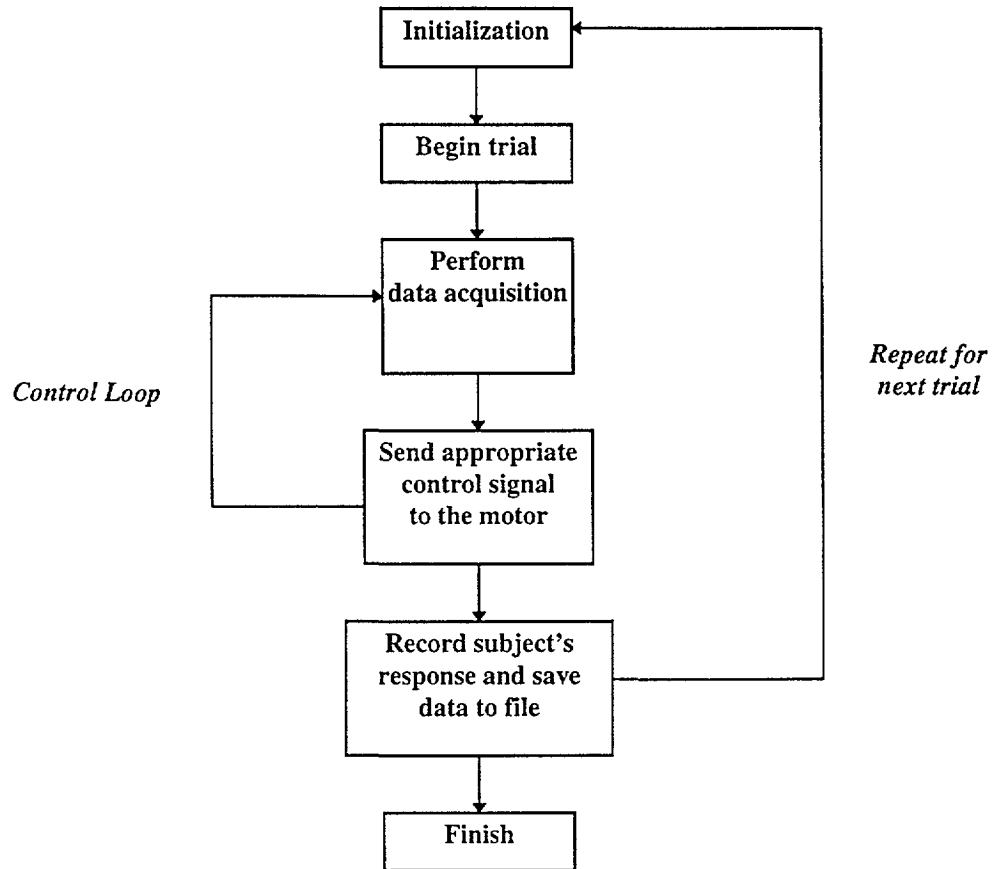 Initialization
Begin trial
Perform
data acquisition
Control Loop
Repeat for
next trial
Send appropriate
control signal
to the motor
Record subject's
response and save
data to file
Finish